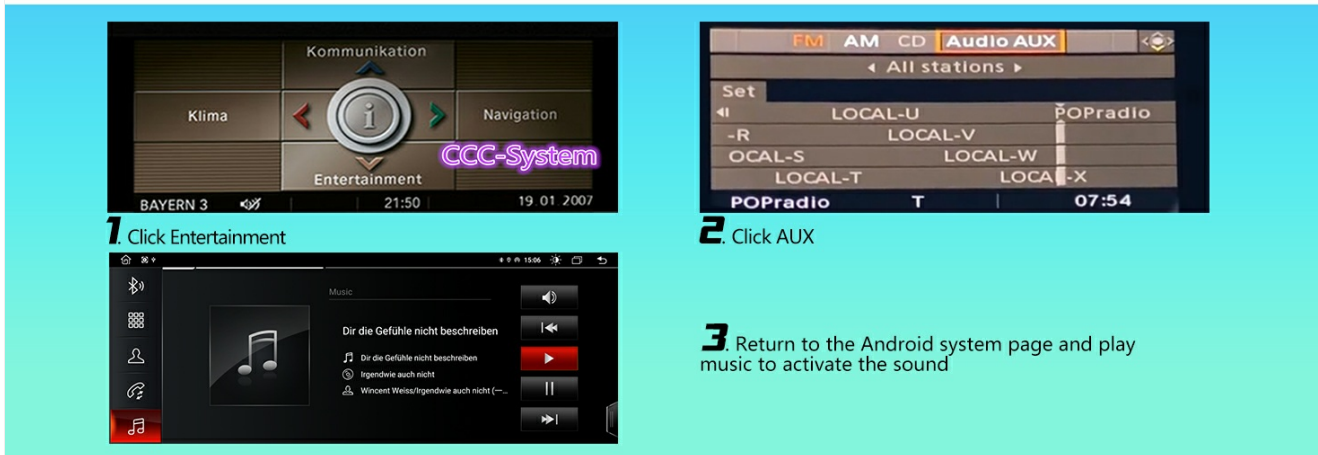 Kommunikation
Klima
Navigation
CCC-System
Entertainment
BAYERN 3 21:50 19 01 2007
1. Click Entertainment
FM AM CD Audio AUX
All stations
Set
LOCAL-U POPradio
-R LOCAL-V
OCAL-S LOCAL-W
LOCAL-T LOCA -X
POPradio T 07:54
2. Click AUX
15:06
Music
Dir die Gefühle nicht beschreiben
Dir die Gefühle nicht beschreiben
Irgendwie auch nicht
Wincent Weiss/Irgendwie auch nicht (一...
3. Return to the Android system page and play
music to activate the sound